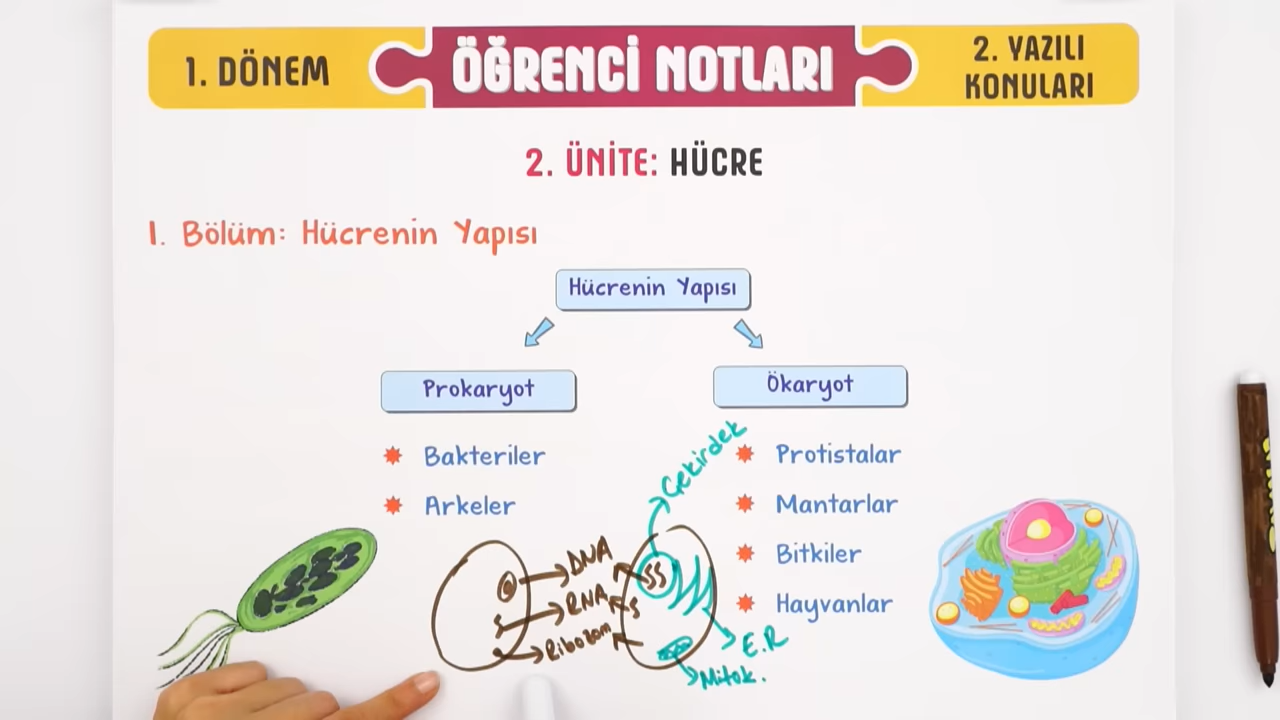 1. DÖNEM
ÖĞRENCİ NOTLARI
2. YAZILI
KONULARI
2. ÜNİTE: HÜCRE
1. Bölüm: Hücrenin Yapısı
Hücrenin Yapısı
Prokaryot
Bakteriler
Arkeler
Ökaryot
Protistalar
Mantarlar
Bitkiler
Hayvanlar
Çekirdek
DNA
RNA
Ribozom
E.R
Mitok.